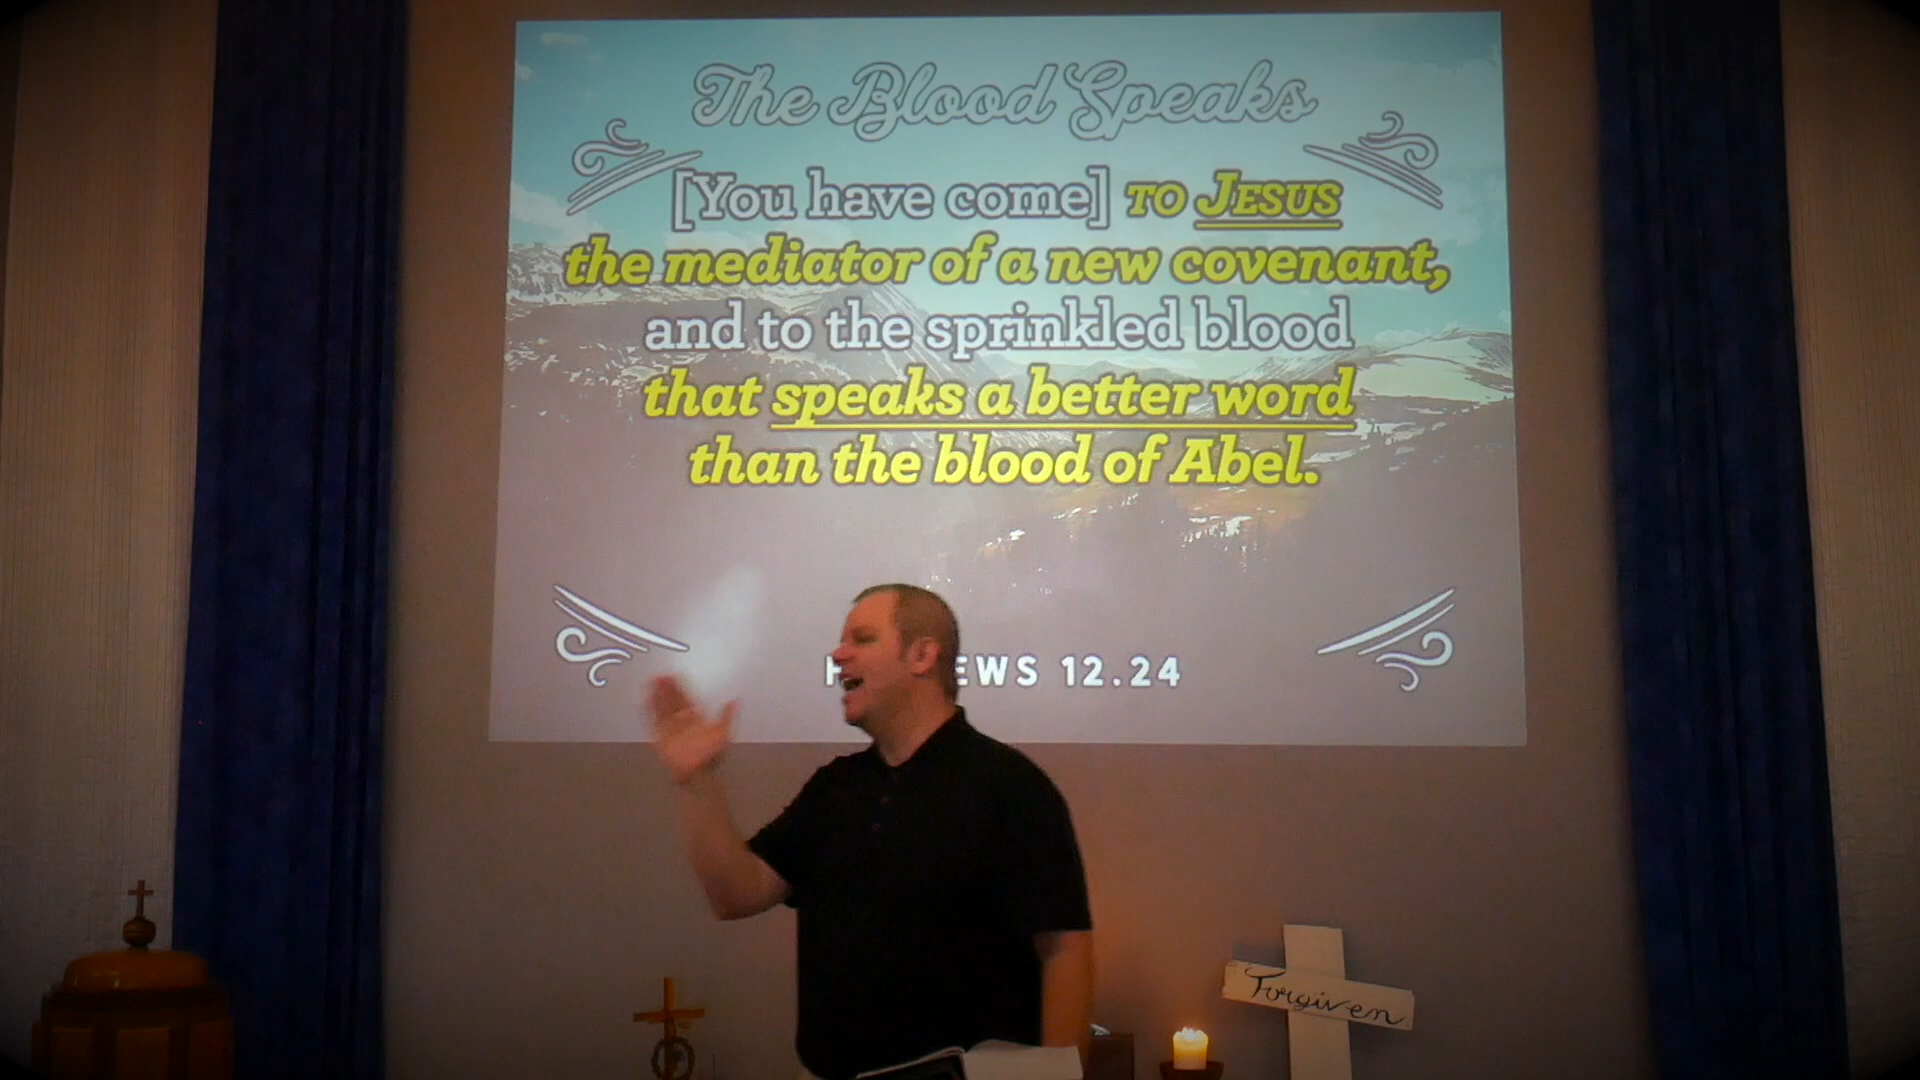 The Blood Speaks
[You have come] TO JESUS
the mediator of a new covenant,
and to the sprinkled blood
that speaks a better word
than the blood of Abel.
EWS 12.24
Forgiven